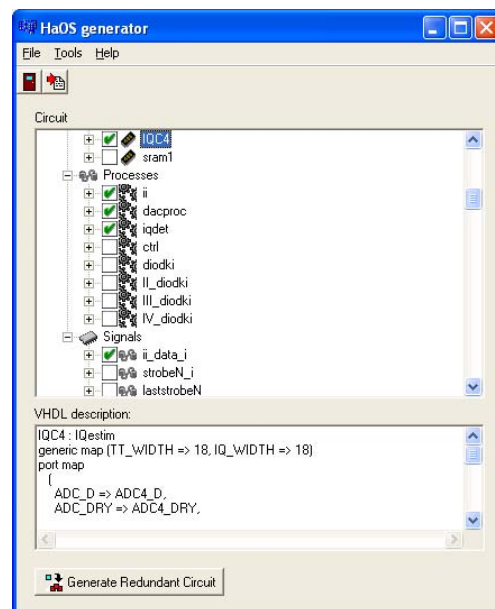 HaOS generator
File Tools Help
Circuit
IQC4
sram1
Processes
ii
dacproc
iqdet
ctrl
diodki
II_diodki
III_diodki
IV_diodki
Signals
ii_data_i
strobeN_i
laststrobeN
VHDL description:
IQC4 : IQestim
generic map (TT_WIDTH => 18, IQ_WIDTH => 18)
port map
(
ADC_D => ADC4_D,
ADC_DRY => ADC4_DRY,
Generate Redundant Circuit